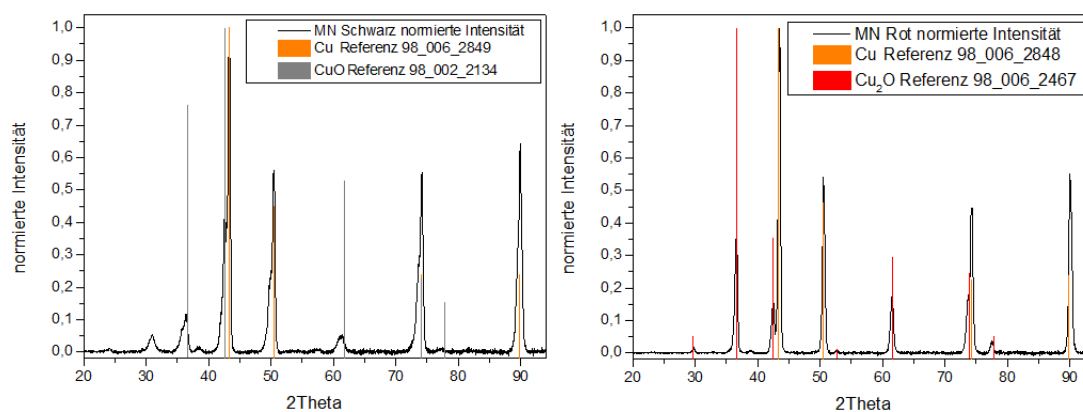 MN Schwarz normierte Intensität
Cu Referenz 98_006_2849
CuO Referenz 98_002_2134
normierte Intensität
1,0
0,9
0,8
0,7
0,6
0,5
0,4
0,3
0,2
0,1
0,0
20 30 40 50 60 70 80 90
2Theta
MN Rot normierte Intensität
Cu Referenz 98_006_2848
Cu₂O Referenz 98_006_2467
normierte Intensität
1,0
0,9
0,8
0,7
0,6
0,5
0,4
0,3
0,2
0,1
0,0
20 30 40 50 60 70 80 90
2Theta